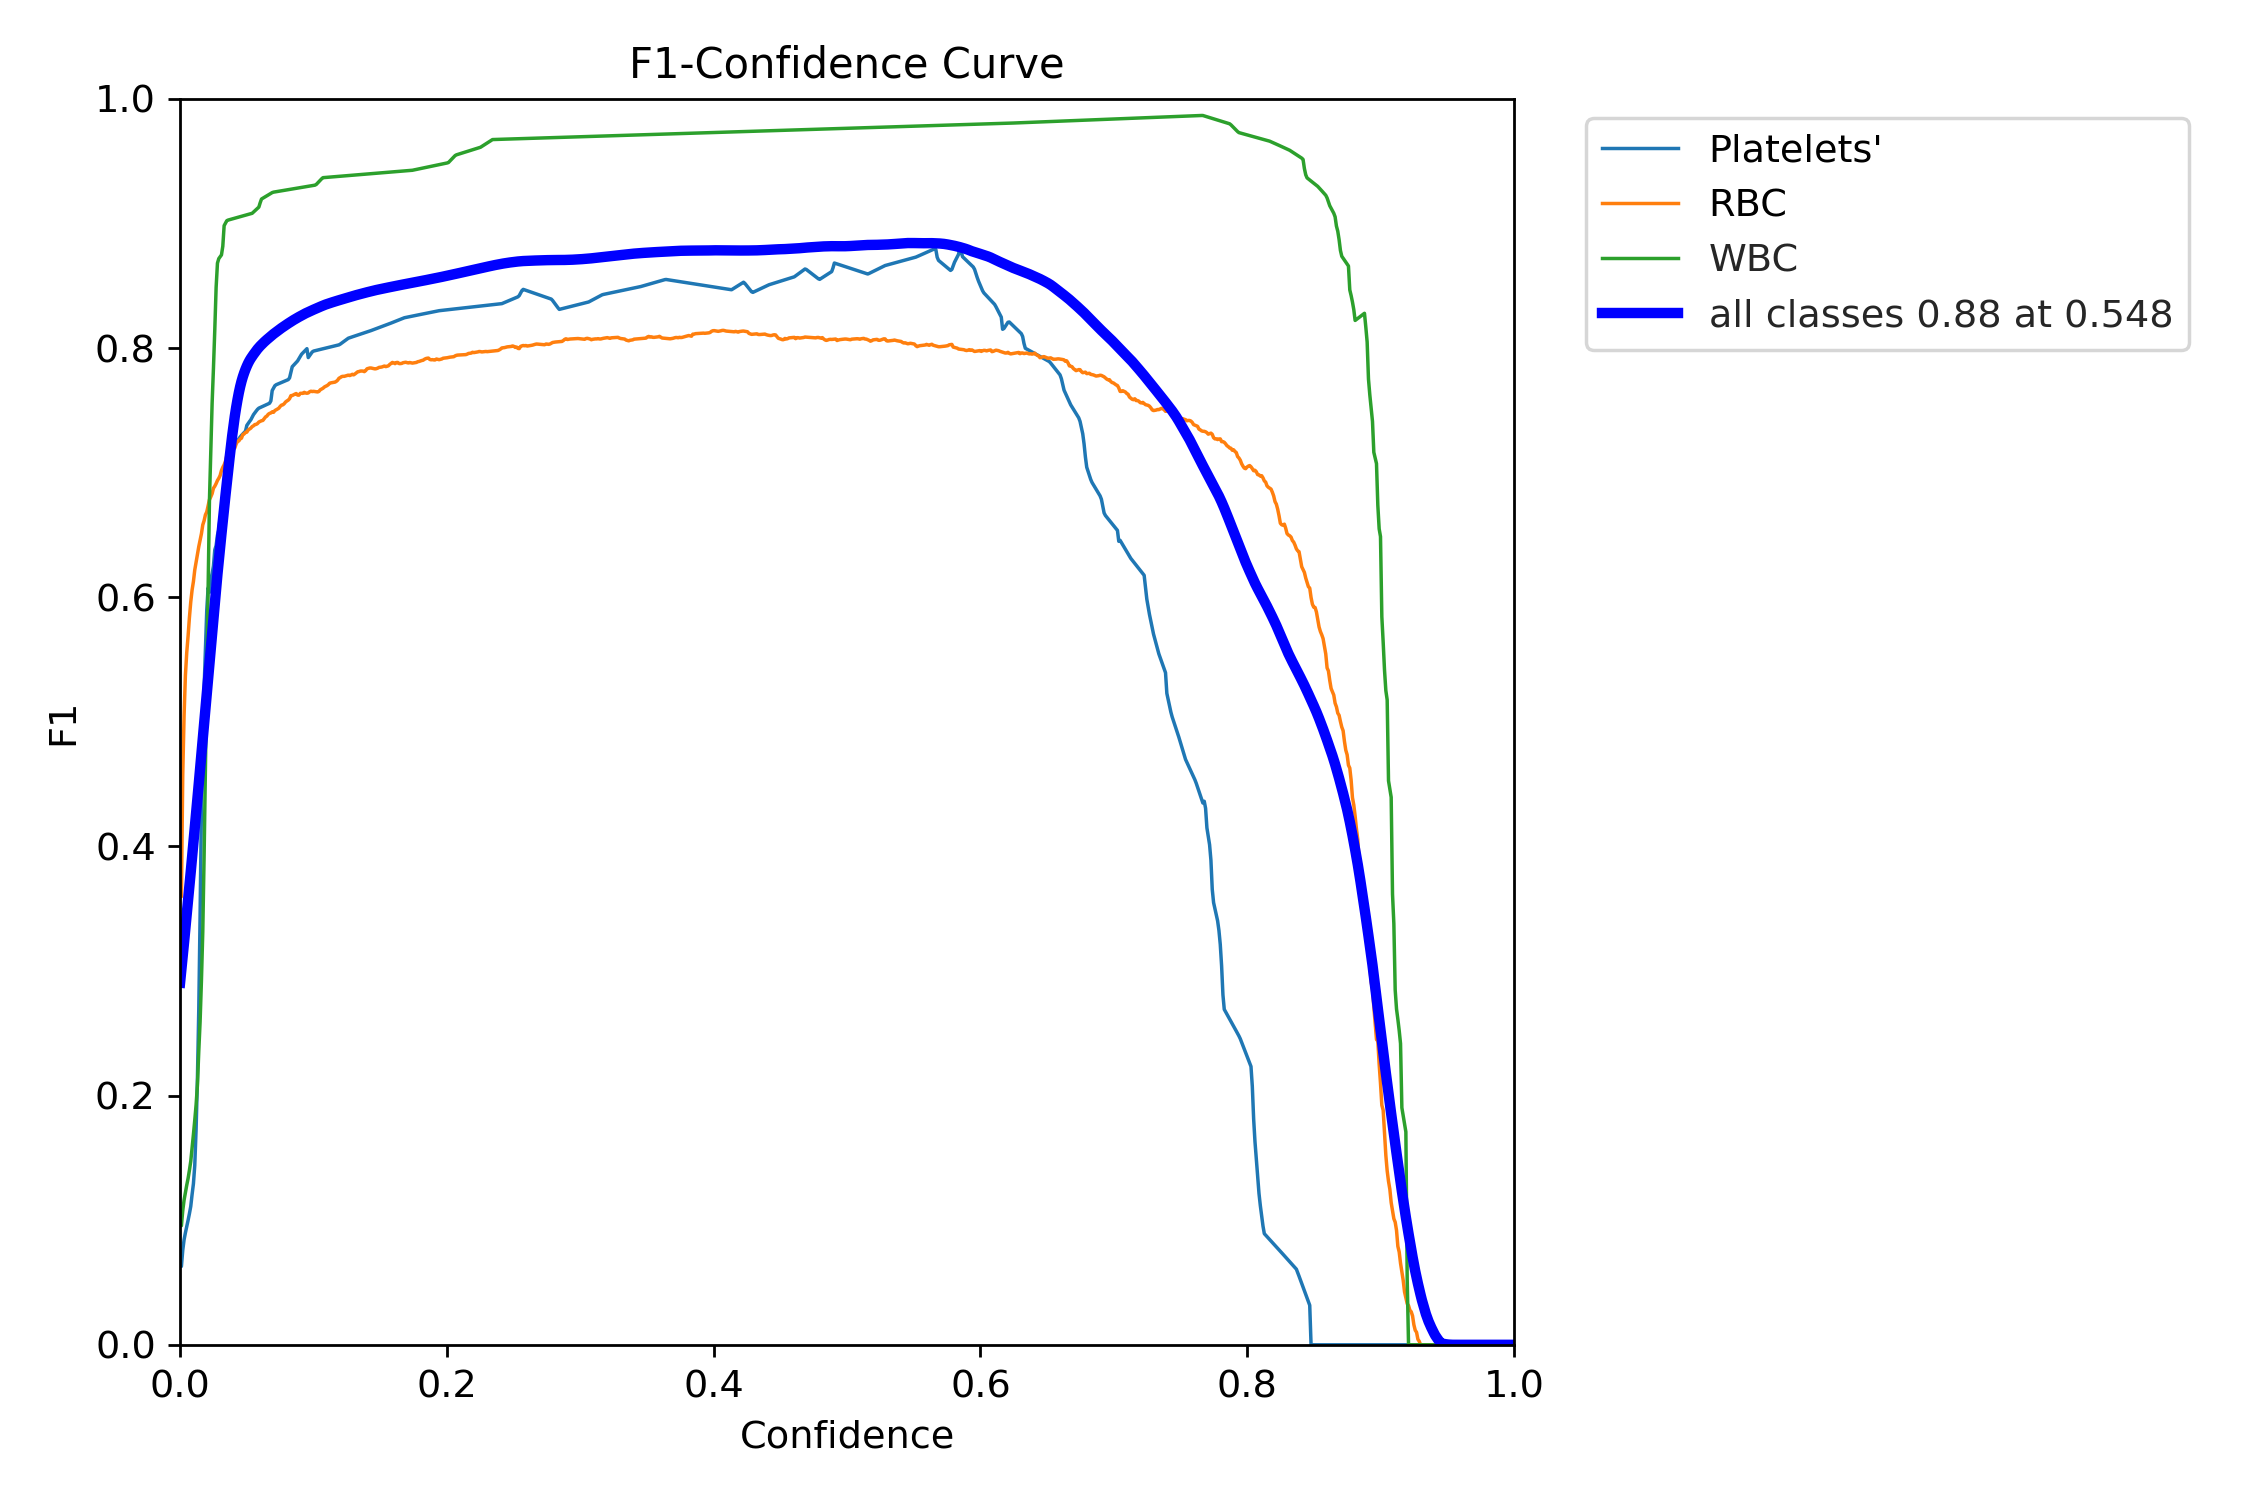 F1-Confidence Curve
1.0
0.8
0.6
0.4
0.2
0.0
F1
0.0 0.2 0.4 0.6 0.8 1.0
Confidence
Platelets'
RBC
WBC
all classes 0.88 at 0.548